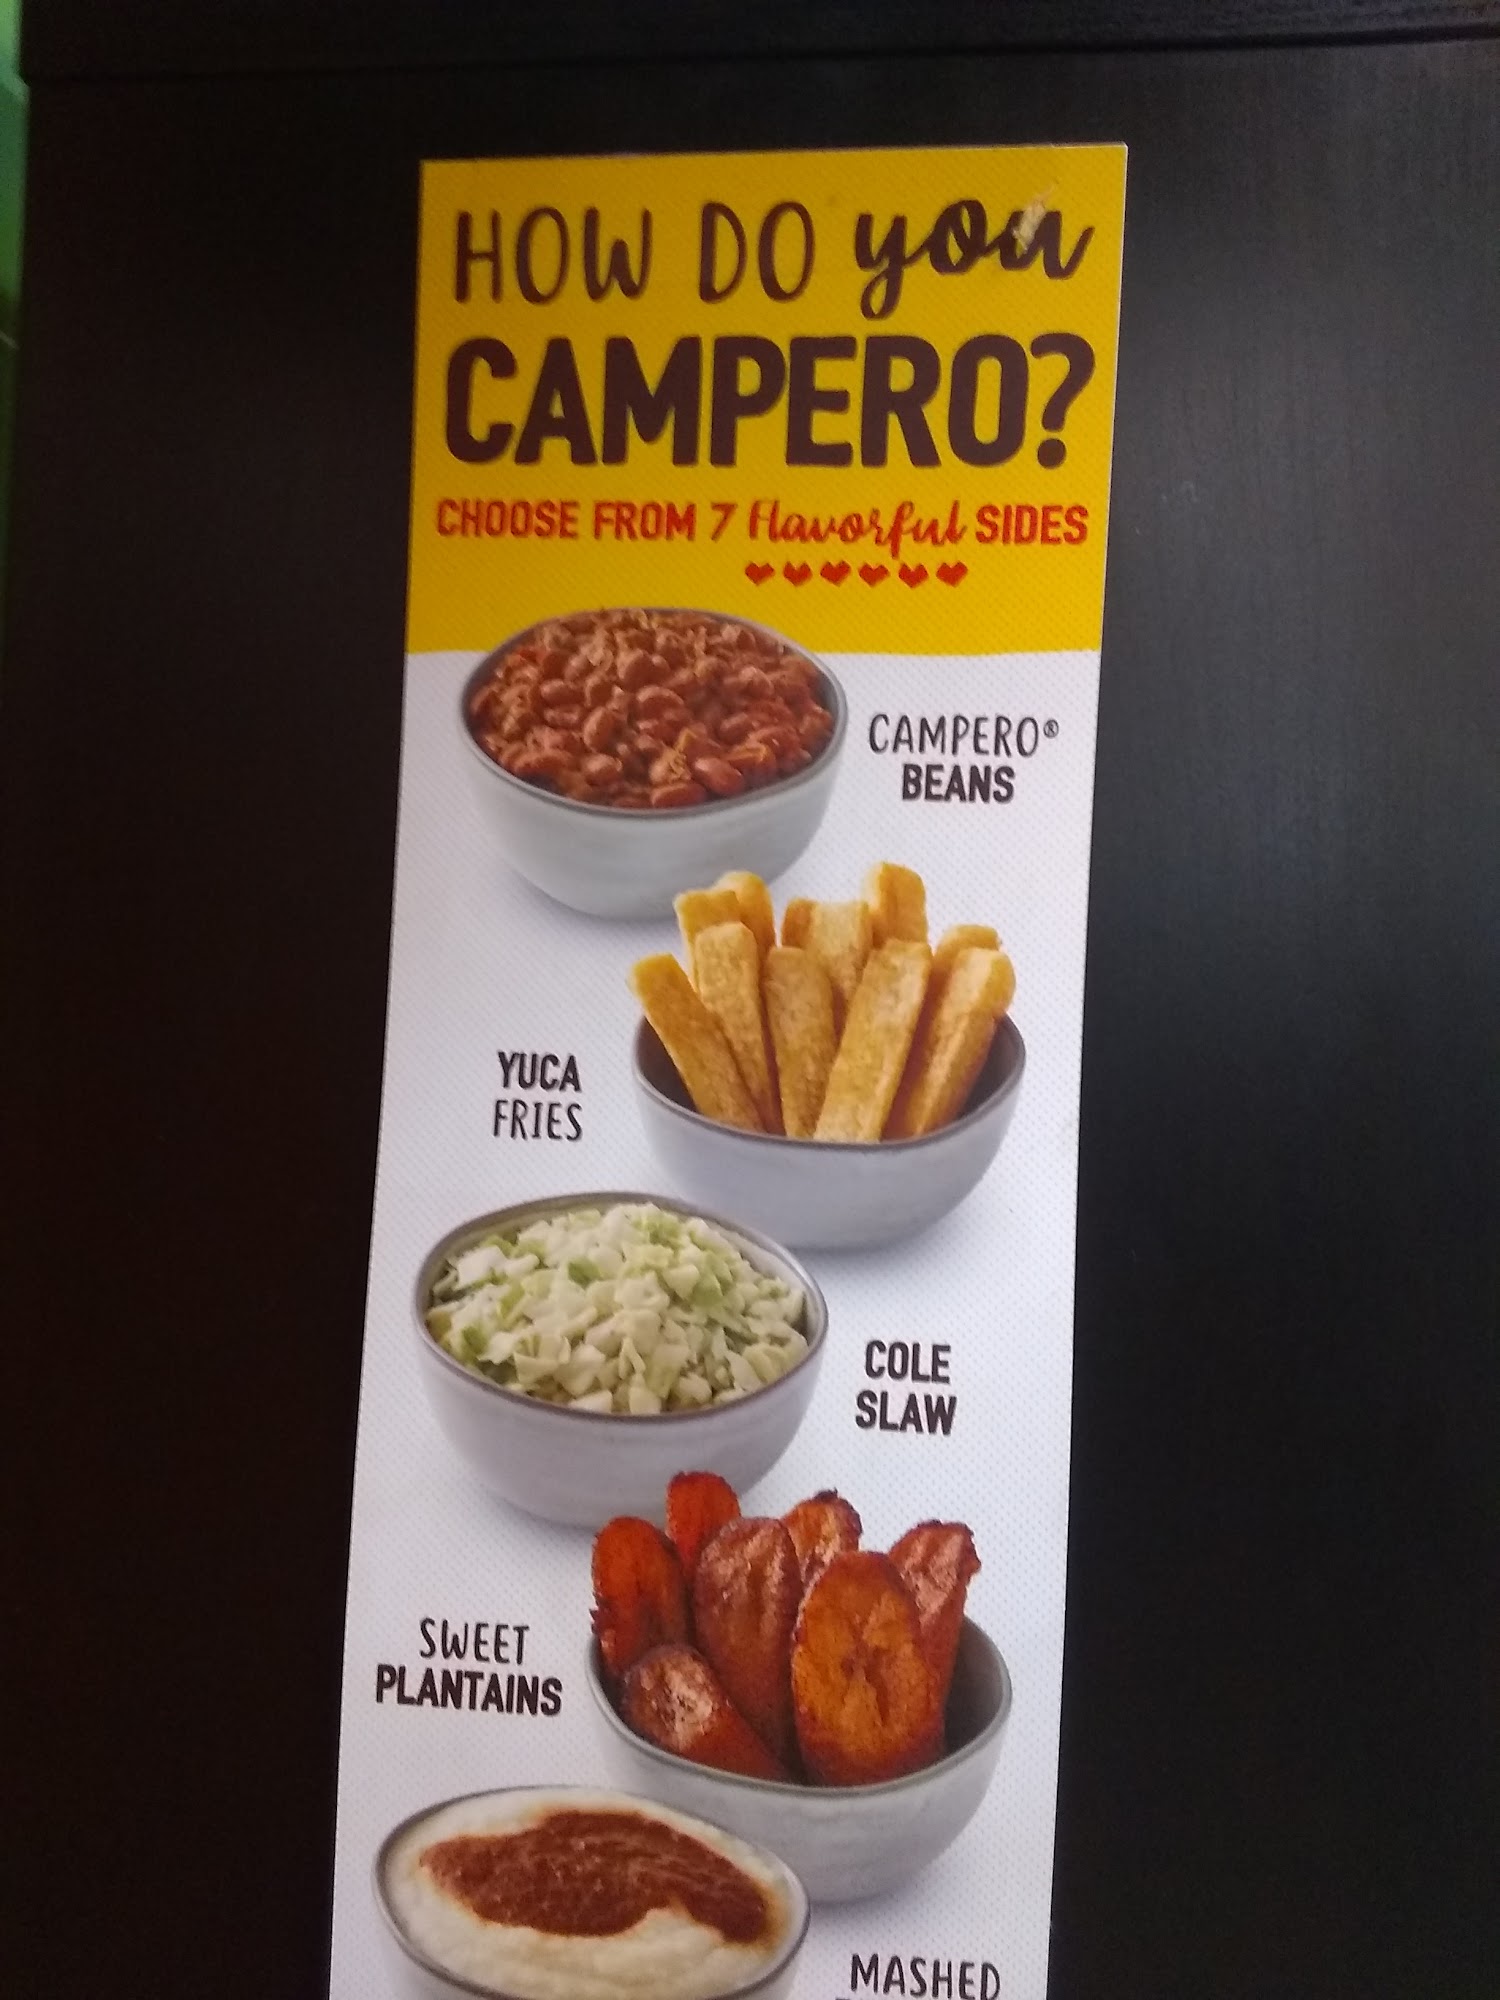 HOW DO you
CAMPERO?
CHOOSE FROM 7 Flavorful SIDES
CAMPERO®
BEANS
YUCA
FRIES
COLE
SLAW
SWEET
PLANTAINS
MASHED